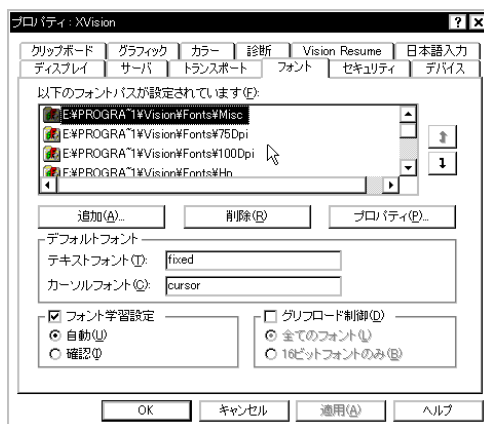 プロパティ : XVision
クリップボード グラフィック カラー 診断 Vision Resume 日本語入力
ディスプレイ サーバ トランスポート フォント セキュリティ デバイス
以下のフォントパスが設定されています(F):
E:¥PROGRA~1¥Vision¥Fonts¥Misc
E:¥PROGRA~1¥Vision¥Fonts¥75Dpi
E:¥PROGRA~1¥Vision¥Fonts¥100Dpi
E:¥PROGRA~1¥Vision¥Fonts¥Hp
追加(A)... 削除(R) プロパティ(P)...
デフォルトフォント
テキストフォント(T): fixed
カーソルフォント(C): cursor
フォント学習設定 グリフロード制御(D)
自動(U) 全てのフォント(L)
確認(I) 16ビットフォントのみ(B)
OK キャンセル 適用(A) ヘルプ